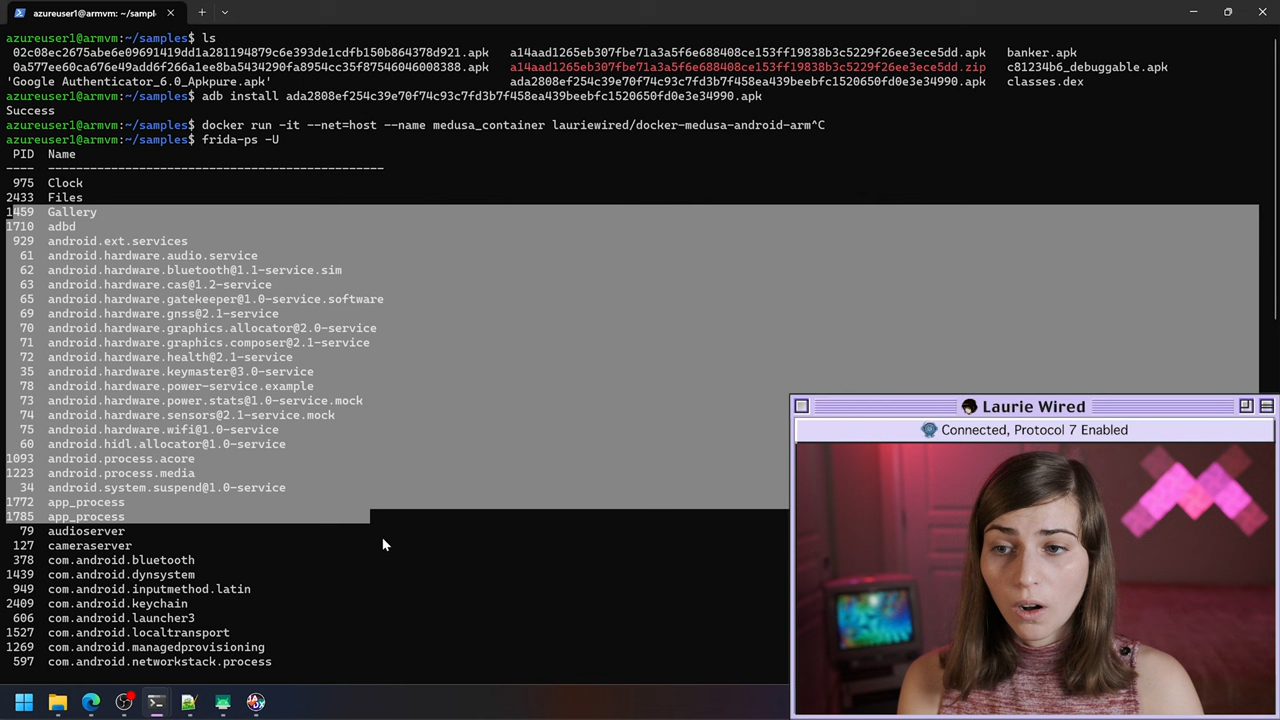 azureuser1@armvm: ~/sampl
azureuser1@armvm:~/samples$ ls
02c08ec2675abe6e09691419dd1a281194879c6e393de1cdfb150b864378d921.apk a14aad1265eb307fbe71a3a5f6e688408ce153ff19838b3c5229f26ee3ece5dd.apk banker.apk
0a577ee60ca676e49add6f266a1ee8ba5434290fa8954cc35f87546046008388.apk a14aad1265eb307fbe71a3a5f6e688408ce153ff19838b3c5229f26ee3ece5dd.zip c81234b6_debuggable.apk
'Google Authenticator_6.0_Apkpure.apk' ada2808ef254c39e70f74c93c7fd3b7f458ea439beebfc1520650fd0e3e34990.apk classes.dex
azureuser1@armvm:~/samples$ adb install ada2808ef254c39e70f74c93c7fd3b7f458ea439beebfc1520650fd0e3e34990.apk
Success
azureuser1@armvm:~/samples$ docker run -it --net=host --name medusa_container lauriewired/docker-medusa-android-arm^C
azureuser1@armvm:~/samples$ frida-ps -U
PID Name
---- ------------------------------------------------
975 Clock
2433 Files
1459 Gallery
1710 adbd
929 android.ext.services
61 android.hardware.audio.service
62 android.hardware.bluetooth@1.1-service.sim
63 android.hardware.cas@1.2-service
65 android.hardware.gatekeeper@1.0-service.software
69 android.hardware.gnss@2.1-service
70 android.hardware.graphics.allocator@2.0-service
71 android.hardware.graphics.composer@2.1-service
72 android.hardware.health@2.1-service
35 android.hardware.keymaster@3.0-service
78 android.hardware.power-service.example
73 android.hardware.power.stats@1.0-service.mock
74 android.hardware.sensors@2.1-service.mock
75 android.hardware.wifi@1.0-service
60 android.hidl.allocator@1.0-service
1093 android.process.acore
1223 android.process.media
34 android.system.suspend@1.0-service
1772 app_process
1785 app_process
79 audioserver
127 cameraserver
378 com.android.bluetooth
1439 com.android.dynsystem
949 com.android.inputmethod.latin
2409 com.android.keychain
606 com.android.launcher3
1527 com.android.localtransport
1269 com.android.managedprovisioning
597 com.android.networkstack.process
Laurie Wired
Connected, Protocol 7 Enabled